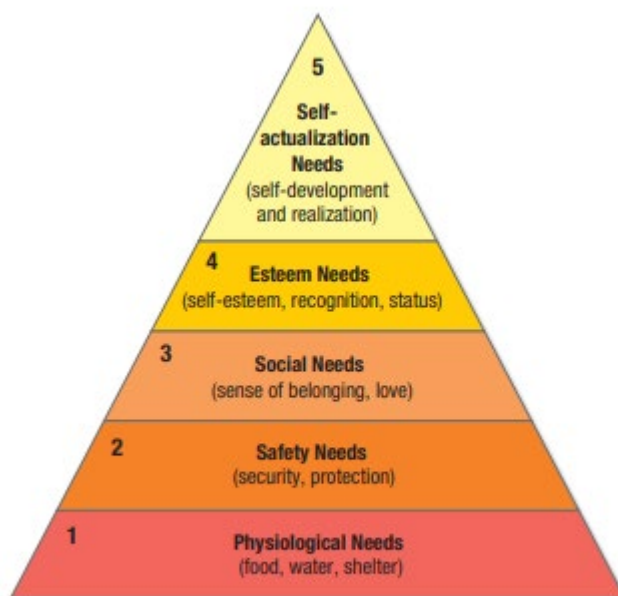 5
Self-
actualization
Needs
(self-development
and realization)
4
Esteem Needs
(self-esteem, recognition, status)
3
Social Needs
(sense of belonging, love)
2
Safety Needs
(security, protection)
1
Physiological Needs
(food, water, shelter)